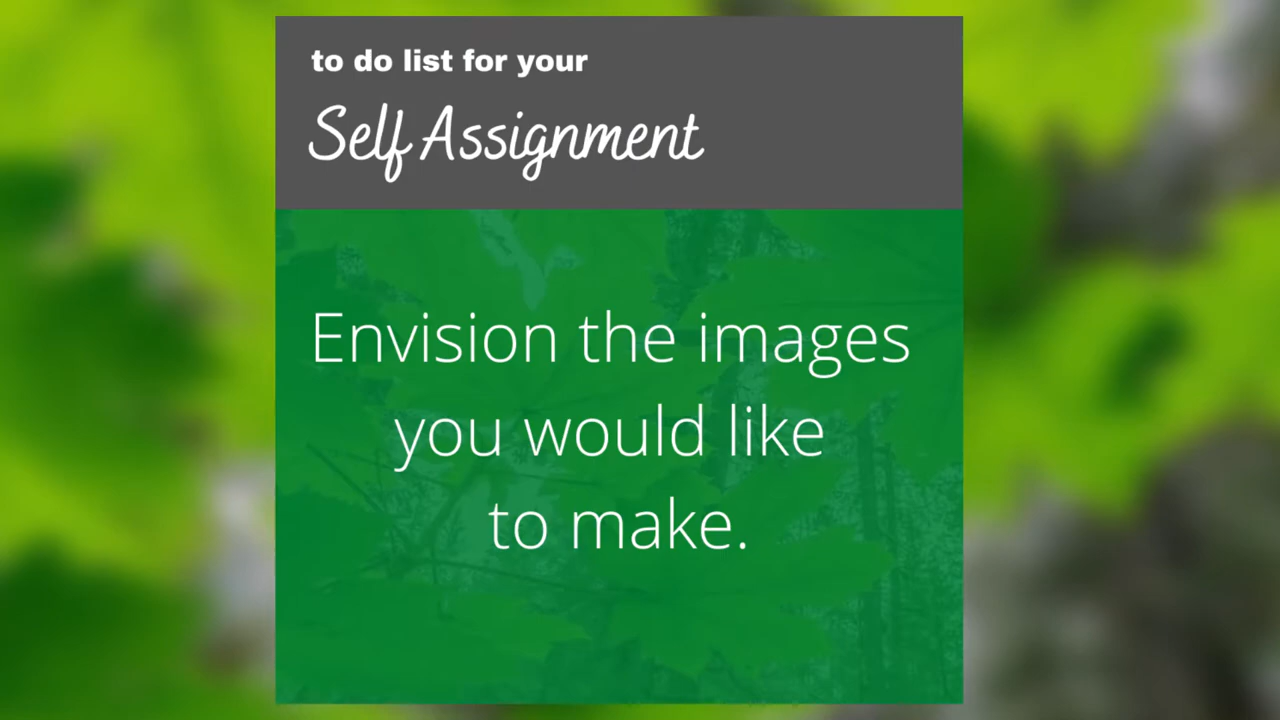 to do list for your
Self Assignment
Envision the images
you would like
to make.